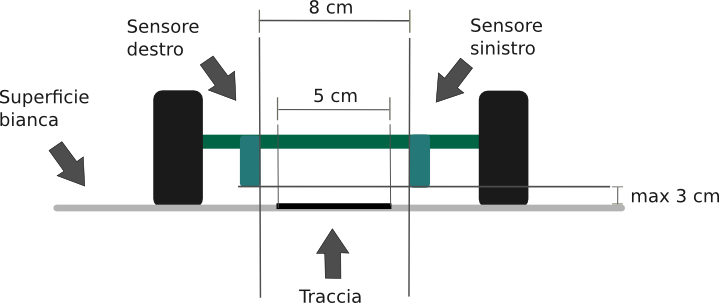 8 cm
Sensore
destro
Sensore
sinistro
5 cm
Superficie
bianca
max 3 cm
Traccia